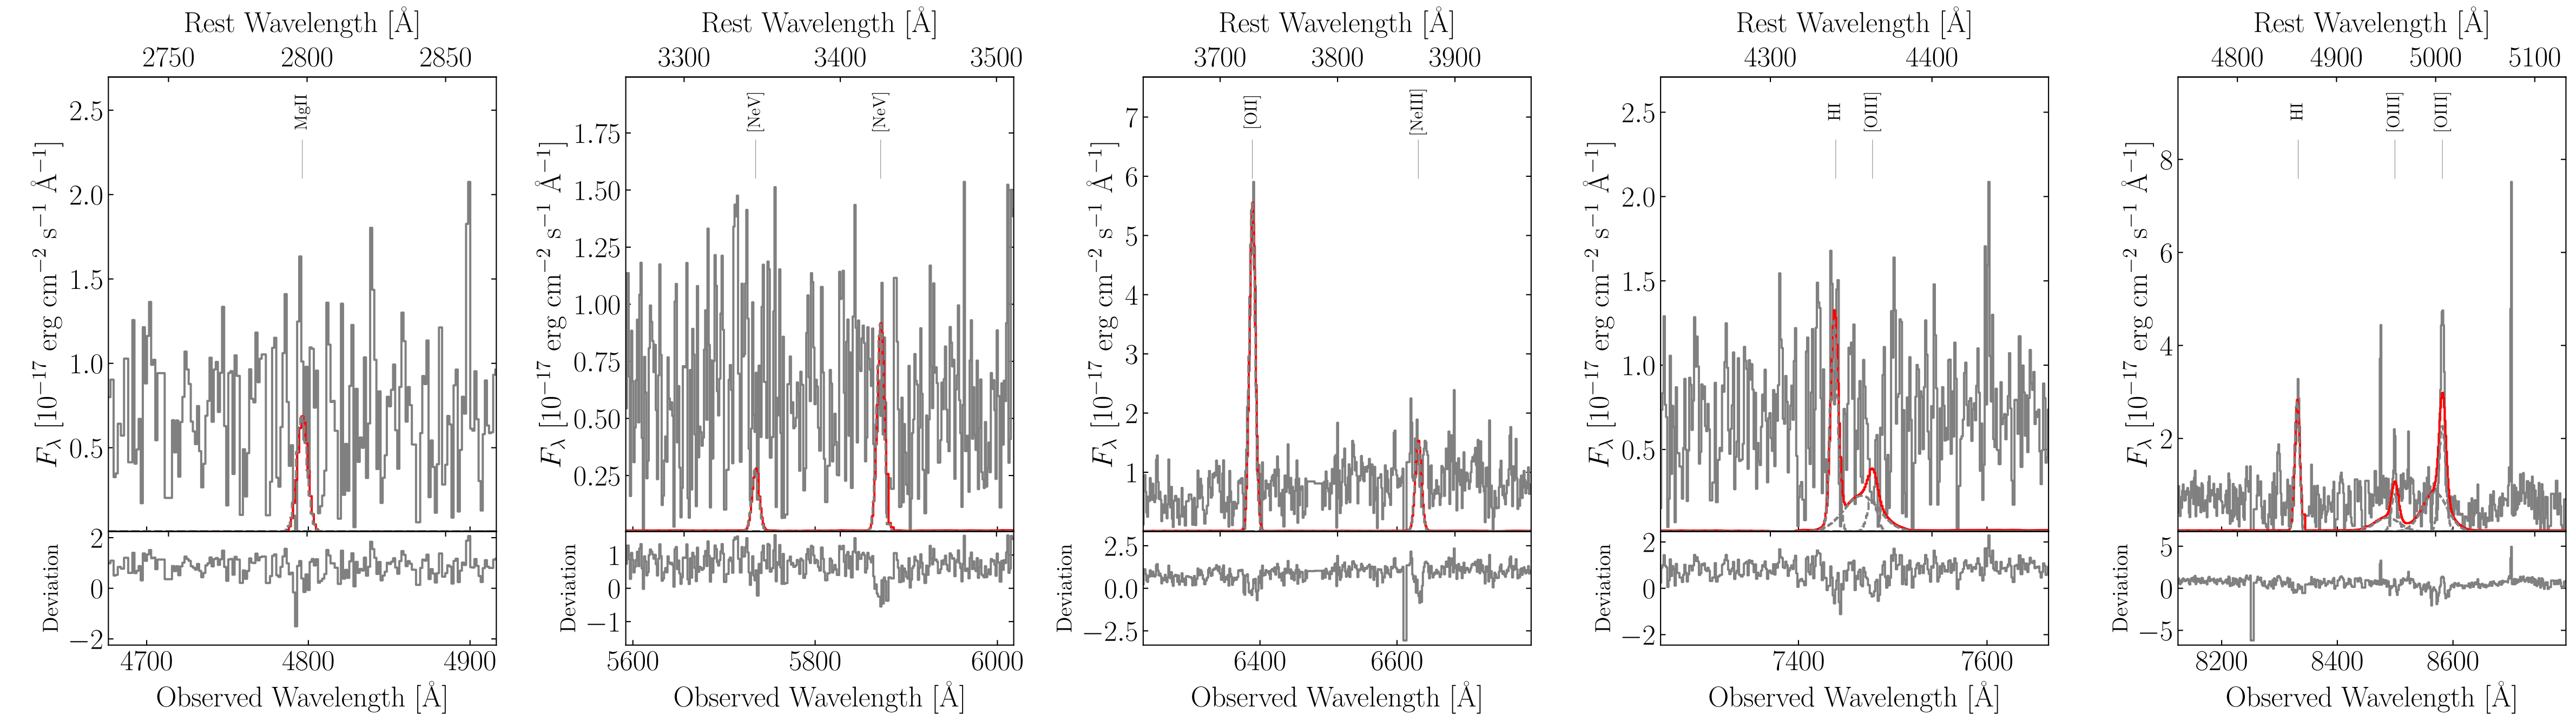 Rest Wavelength [Å]
2750 2800 2850
MgII
2.5
2.0
1.5
1.0
0.5
F_λ [10⁻¹⁷ erg cm⁻² s⁻¹ Å⁻¹]
2
0
−2
Deviation
4700 4800 4900
Observed Wavelength [Å]
Rest Wavelength [Å]
3300 3400 3500
[NeV] [NeV]
1.75
1.50
1.25
1.00
0.75
0.50
0.25
F_λ [10⁻¹⁷ erg cm⁻² s⁻¹ Å⁻¹]
1
0
−1
Deviation
5600 5800 6000
Observed Wavelength [Å]
Rest Wavelength [Å]
3700 3800 3900
[OII] [NeIII]
7
6
5
4
3
2
1
F_λ [10⁻¹⁷ erg cm⁻² s⁻¹ Å⁻¹]
2.5
0.0
−2.5
Deviation
6400 6600
Observed Wavelength [Å]
Rest Wavelength [Å]
4300 4400
HI [OIII]
2.5
2.0
1.5
1.0
0.5
F_λ [10⁻¹⁷ erg cm⁻² s⁻¹ Å⁻¹]
2
0
−2
Deviation
7400 7600
Observed Wavelength [Å]
Rest Wavelength [Å]
4800 4900 5000 5100
HI [OIII] [OIII]
8
6
4
2
F_λ [10⁻¹⁷ erg cm⁻² s⁻¹ Å⁻¹]
5
0
−5
Deviation
8200 8400 8600
Observed Wavelength [Å]